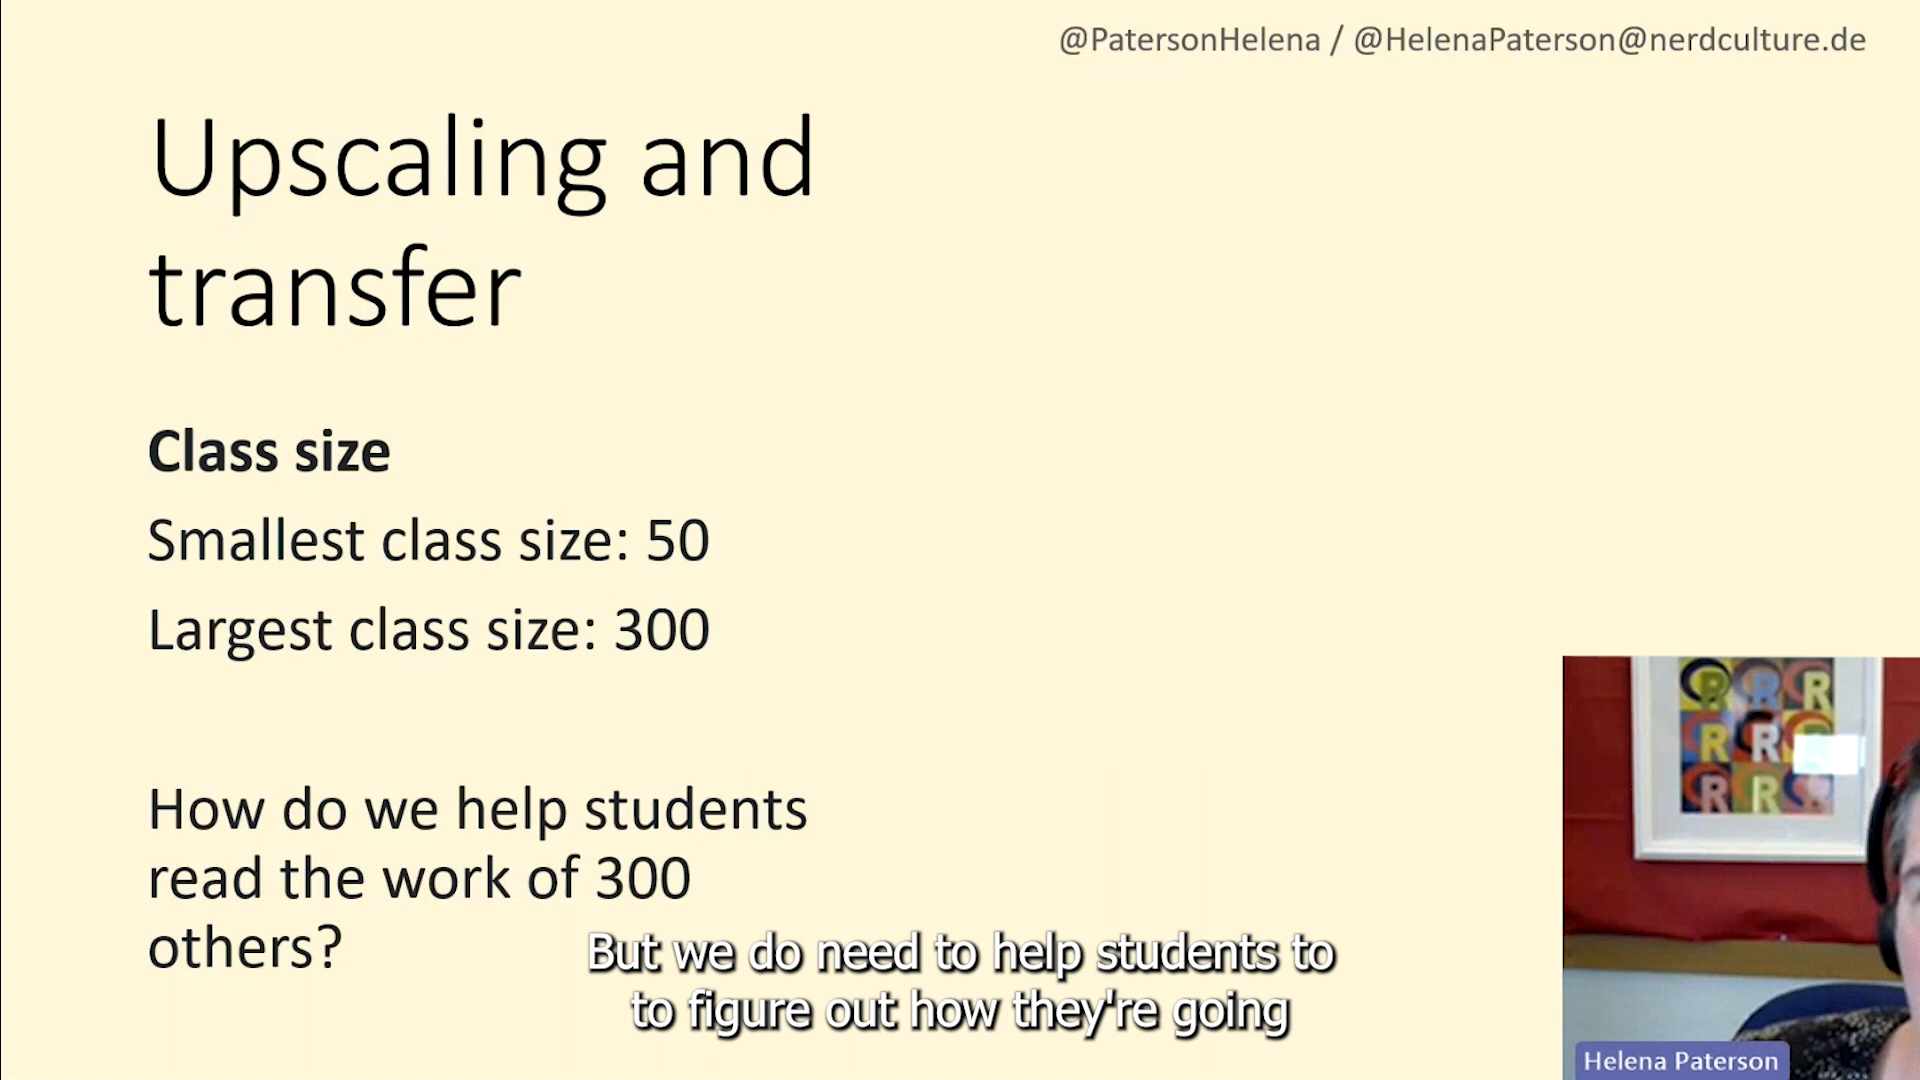 @PatersonHelena / @HelenaPaterson@nerdculture.de
Upscaling and
transfer
Class size
Smallest class size: 50
Largest class size: 300
How do we help students
read the work of 300
others?
But we do need to help students to
to figure out how they're going
R R R
R R R
R R R
Helena Paterson